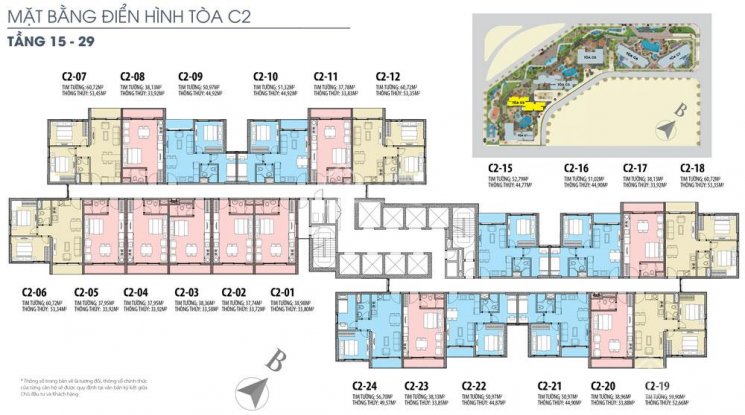 MẶT BẰNG ĐIỂN HÌNH TÒA C2
TẦNG 15 - 29
C2-07
TIM TƯỜNG: 60,72M²
THÔNG THỦY: 53,45M²
C2-08
TIM TƯỜNG: 38,13M²
THÔNG THỦY: 33,92M²
C2-09
TIM TƯỜNG: 50,97M²
THÔNG THỦY: 44,92M²
C2-10
TIM TƯỜNG: 51,32M²
THÔNG THỦY: 44,92M²
C2-11
TIM TƯỜNG: 37,78M²
THÔNG THỦY: 33,83M²
C2-12
TIM TƯỜNG: 60,72M²
THÔNG THỦY: 53,35M²
B
C2-15
TIM TƯỜNG: 52,79M²
THÔNG THỦY: 44,77M²
C2-16
TIM TƯỜNG: 51,02M²
THÔNG THỦY: 44,90M²
C2-17
TIM TƯỜNG: 38,13M²
THÔNG THỦY: 33,92M²
C2-18
TIM TƯỜNG: 60,72M²
THÔNG THỦY: 53,35M²
C2-06
TIM TƯỜNG: 60,72M²
THÔNG THỦY: 53,34M²
C2-05
TIM TƯỜNG: 37,95M²
THÔNG THỦY: 33,92M²
C2-04
TIM TƯỜNG: 37,95M²
THÔNG THỦY: 33,92M²
C2-03
TIM TƯỜNG: 38,36M²
THÔNG THỦY: 33,58M²
C2-02
TIM TƯỜNG: 37,74M²
THÔNG THỦY: 33,72M²
C2-01
TIM TƯỜNG: 38,98M²
THÔNG THỦY: 33,80M²
B
* Thông số trong bản vẽ là tương đối, thông số chính thức
của từng căn hộ sẽ được quy định tại văn bản ký kết giữa
Chủ đầu tư và Khách hàng.
C2-24
TIM TƯỜNG: 56,70M²
THÔNG THỦY: 49,57M²
C2-23
TIM TƯỜNG: 38,13M²
THÔNG THỦY: 33,85M²
C2-22
TIM TƯỜNG: 50,97M²
THÔNG THỦY: 44,87M²
C2-21
TIM TƯỜNG: 50,97M²
THÔNG THỦY: 44,90M²
C2-20
TIM TƯỜNG: 38,96M²
THÔNG THỦY: 33,88M²
C2-19
TIM TƯỜNG: 59,90M²
THÔNG THỦY: 52,66M²